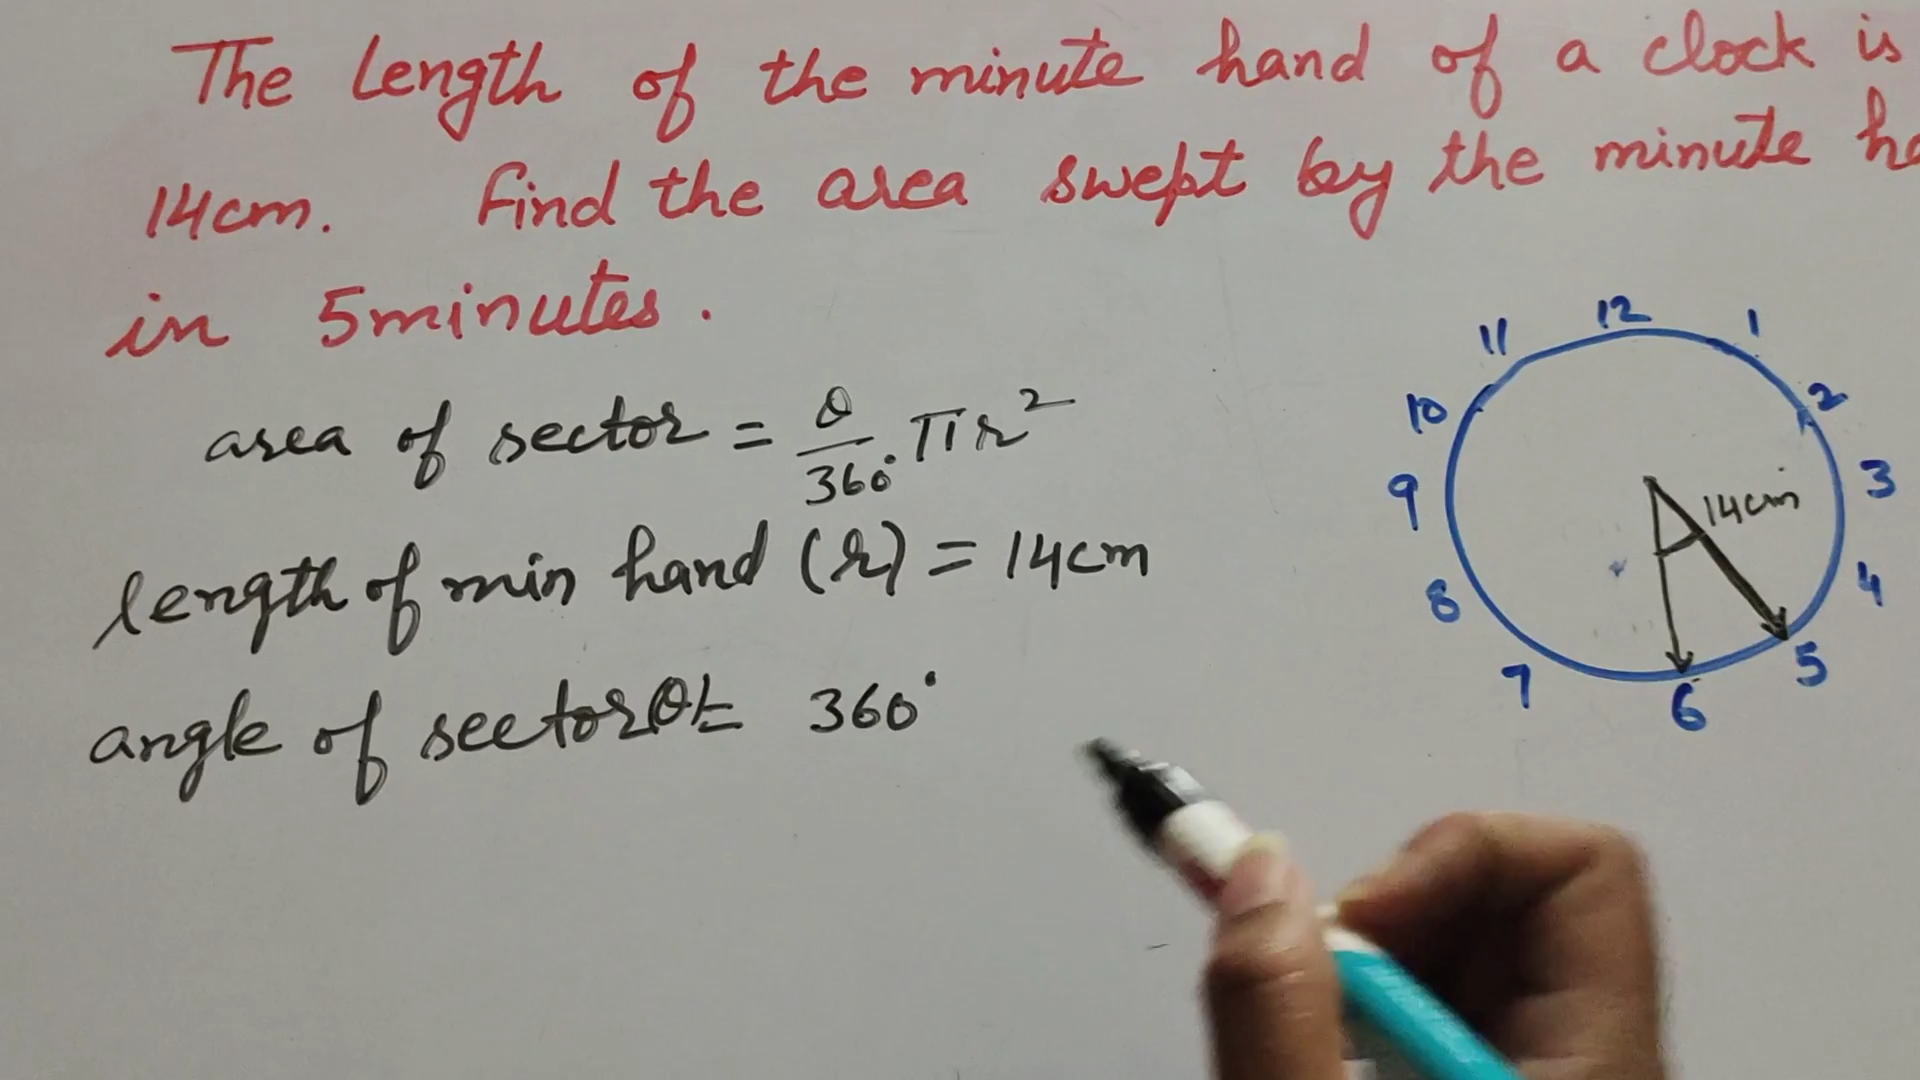 The length of the minute hand of a clock is
14cm. Find the area swept by the minute ha
in 5minutes.
area of sector = θ/360° πr²
length of min hand (r) = 14cm
angle of sector(θ)= 360°
12
11
1
10
2
9
3
14cm
8
4
7
5
6